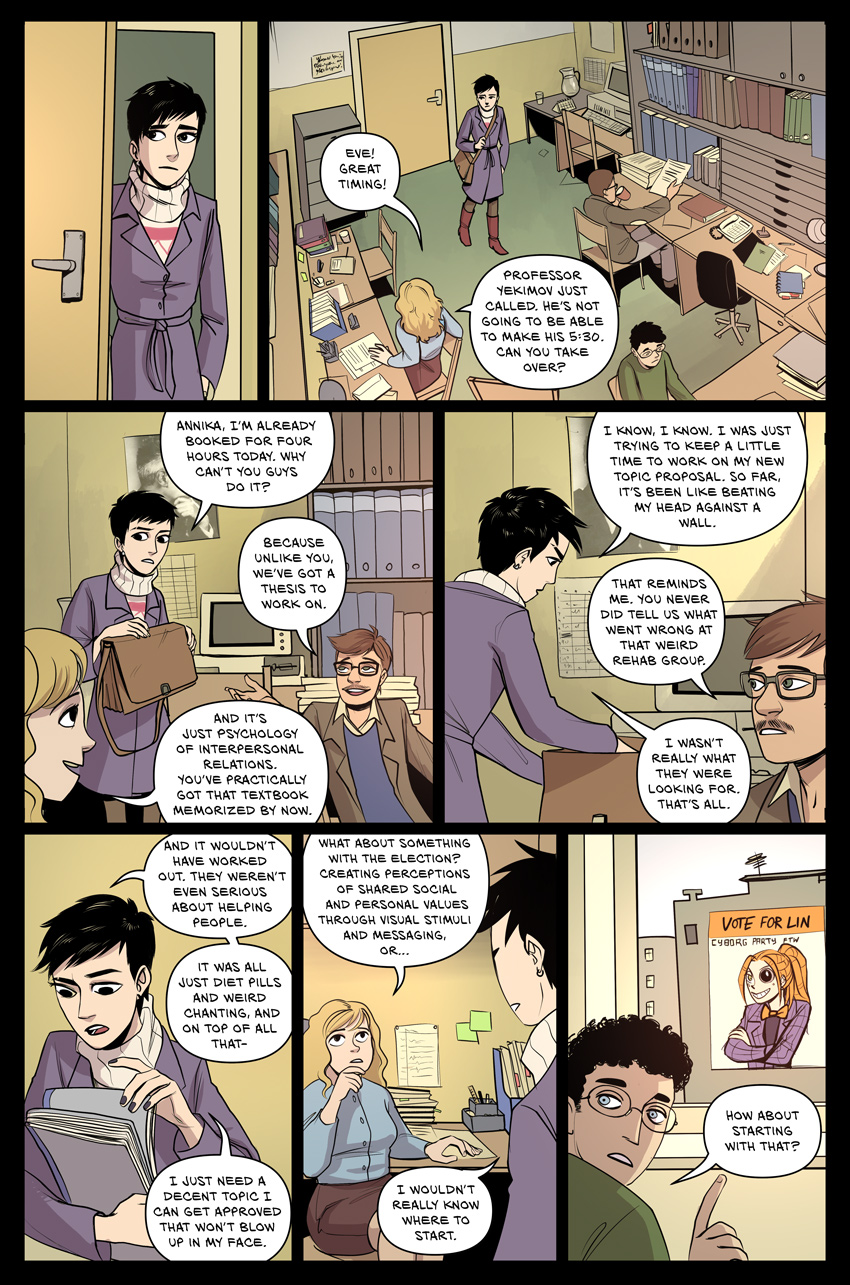 EVE!
GREAT
TIMING!
PROFESSOR
YEKIMOV JUST
CALLED. HE'S NOT
GOING TO BE ABLE
TO MAKE HIS 5:30.
CAN YOU TAKE
OVER?
ANNIKA, I'M ALREADY
BOOKED FOR FOUR
HOURS TODAY. WHY
CAN'T YOU GUYS
DO IT?
BECAUSE
UNLIKE YOU,
WE'VE GOT A
THESIS TO
WORK ON.
AND IT'S
JUST PSYCHOLOGY
OF INTERPERSONAL
RELATIONS.
YOU'VE PRACTICALLY
GOT THAT TEXTBOOK
MEMORIZED BY NOW.
I KNOW, I KNOW. I WAS JUST
TRYING TO KEEP A LITTLE
TIME TO WORK ON MY NEW
TOPIC PROPOSAL. SO FAR,
IT'S BEEN LIKE BEATING
MY HEAD AGAINST A
WALL.
THAT REMINDS
ME. YOU NEVER
DID TELL US WHAT
WENT WRONG AT
THAT WEIRD
REHAB GROUP.
I WASN'T
REALLY WHAT
THEY WERE
LOOKING FOR.
THAT'S ALL.
AND IT WOULDN'T
HAVE WORKED
OUT. THEY WEREN'T
EVEN SERIOUS
ABOUT HELPING
PEOPLE.
IT WAS ALL
JUST DIET PILLS
AND WEIRD
CHANTING, AND
ON TOP OF ALL
THAT-
I JUST NEED A
DECENT TOPIC I
CAN GET APPROVED
THAT WON'T BLOW
UP IN MY FACE.
WHAT ABOUT SOMETHING
WITH THE ELECTION?
CREATING PERCEPTIONS
OF SHARED SOCIAL
AND PERSONAL VALUES
THROUGH VISUAL STIMULI
AND MESSAGING,
OR...
I WOULDN'T
REALLY KNOW
WHERE TO
START.
VOTE FOR LIN
CYBORG PARTY FTW
HOW ABOUT
STARTING
WITH THAT?